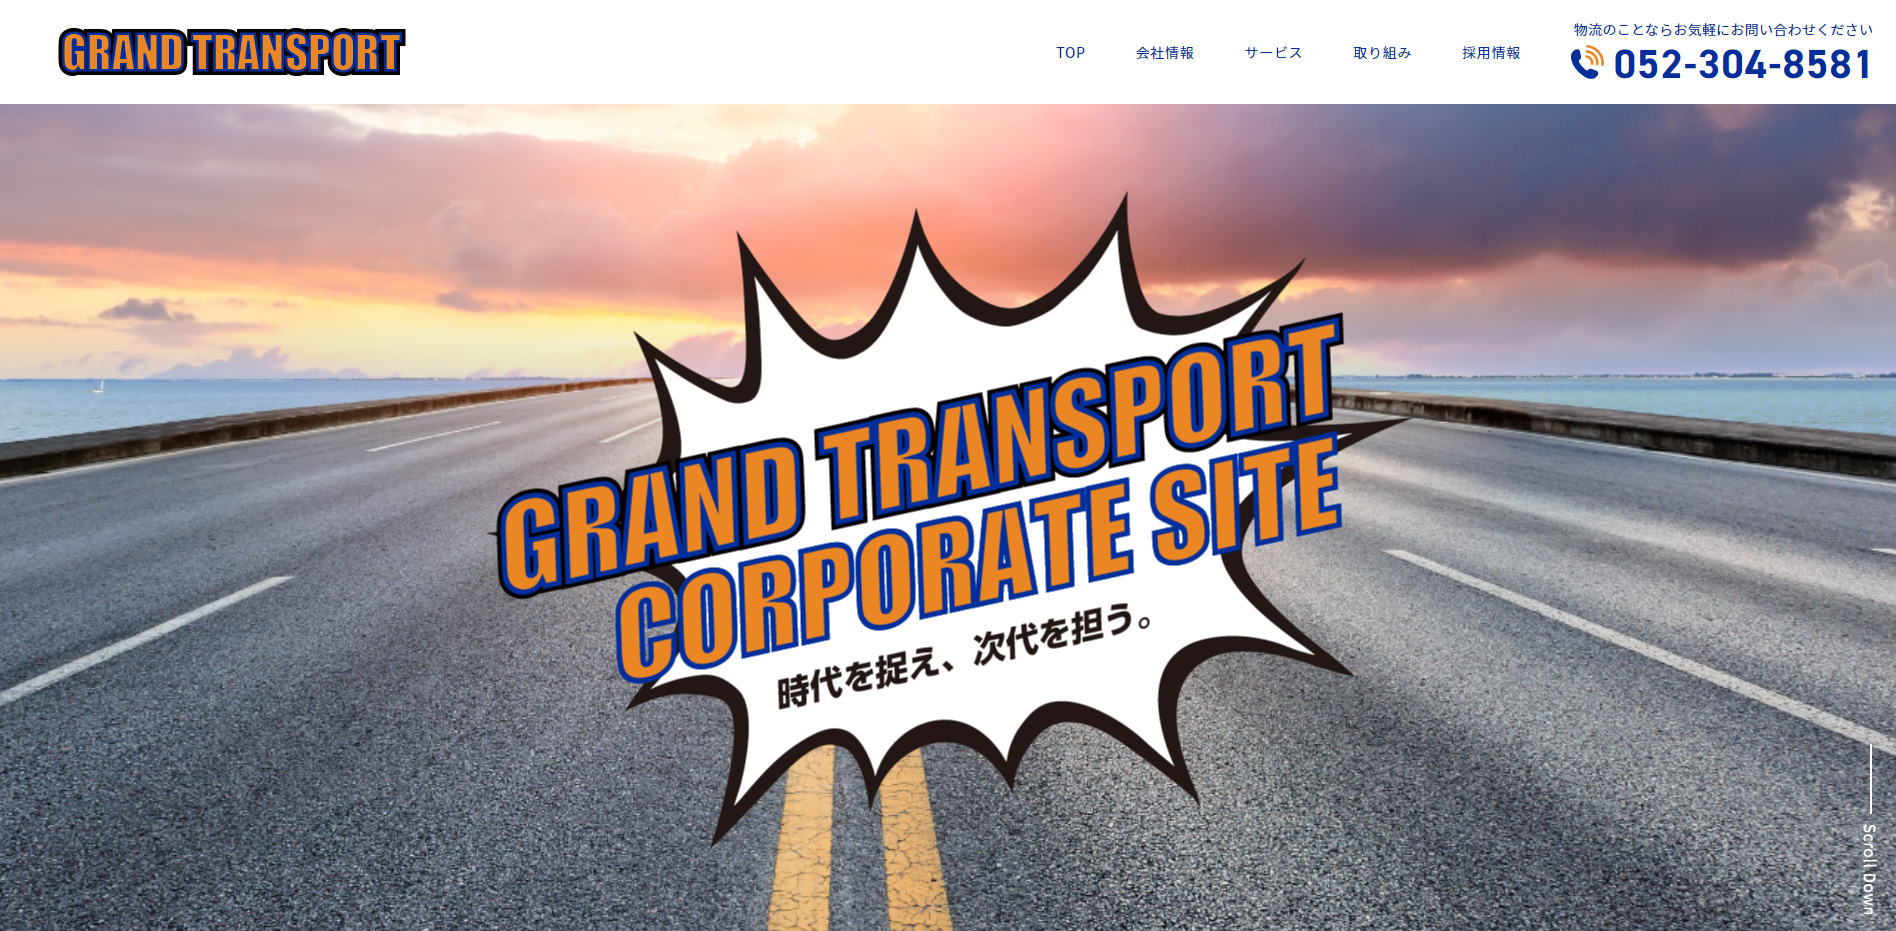 GRAND TRANSPORT
TOP
会社情報
サービス
取り組み
採用情報
物流のことならお気軽にお問い合わせください
052-304-8581
GRAND TRANSPORT
CORPORATE SITE
時代を捉え、次代を担う。
Scroll Down